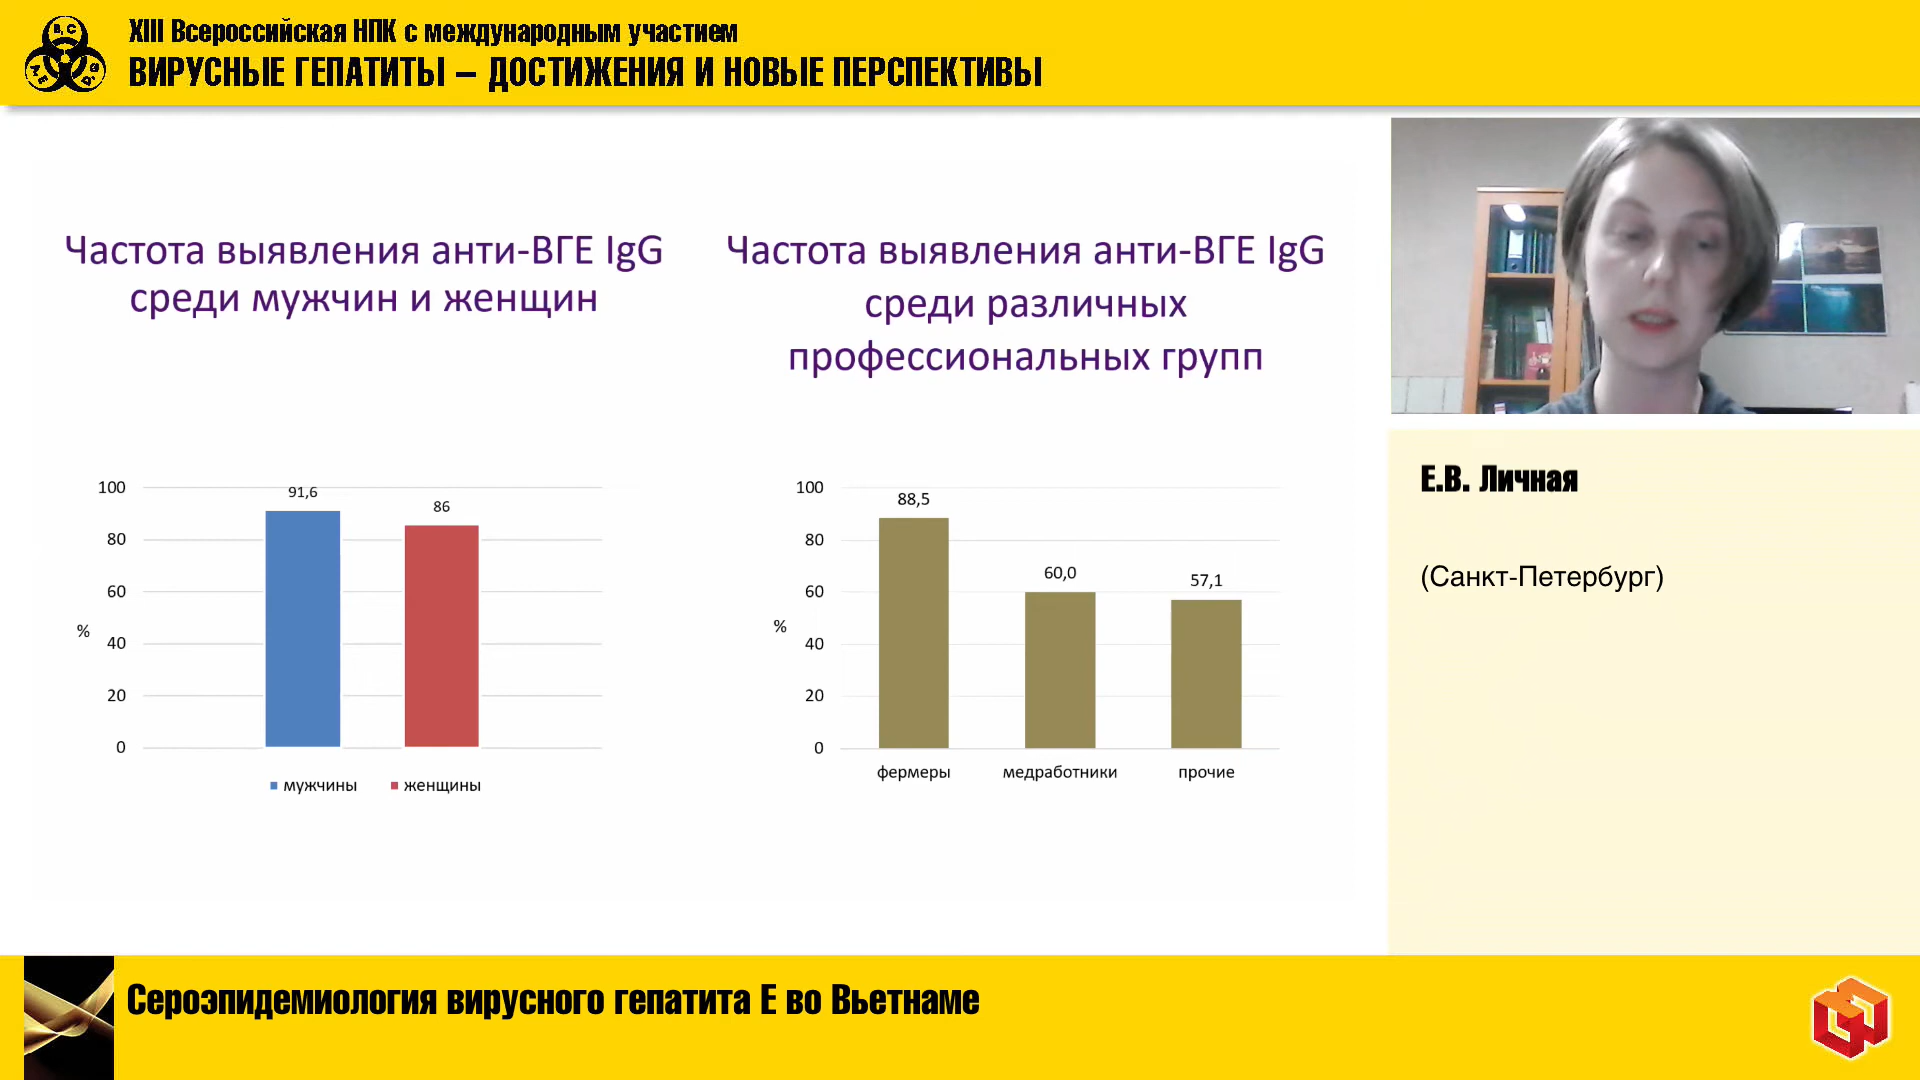 XIII Всероссийская НПК с международным участием
ВИРУСНЫЕ ГЕПАТИТЫ – ДОСТИЖЕНИЯ И НОВЫЕ ПЕРСПЕКТИВЫ
Частота выявления анти-ВГЕ IgG
среди мужчин и женщин
100
80
60
40
20
0
%
91,6
86
мужчины
женщины
Частота выявления анти-ВГЕ IgG
среди различных
профессиональных групп
100
80
60
40
20
0
%
88,5
60,0
57,1
фермеры
медработники
прочие
Е.В. Личная
(Санкт-Петербург)
Сероэпидемиология вирусного гепатита Е во Вьетнаме